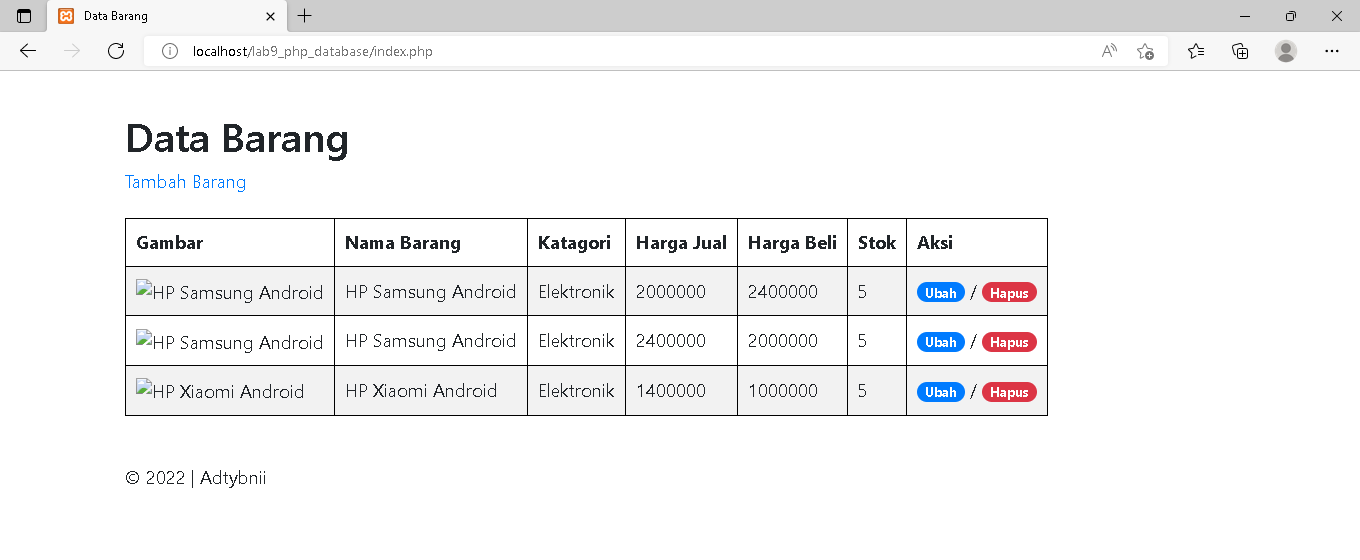 Data Barang
localhost/lab9_php_database/index.php
Data Barang
Tambah Barang
Gambar Nama Barang Katagori Harga Jual Harga Beli Stok Aksi
HP Samsung Android HP Samsung Android Elektronik 2000000 2400000 5 Ubah / Hapus
HP Samsung Android HP Samsung Android Elektronik 2400000 2000000 5 Ubah / Hapus
HP Xiaomi Android HP Xiaomi Android Elektronik 1400000 1000000 5 Ubah / Hapus
© 2022 | Adtybnii